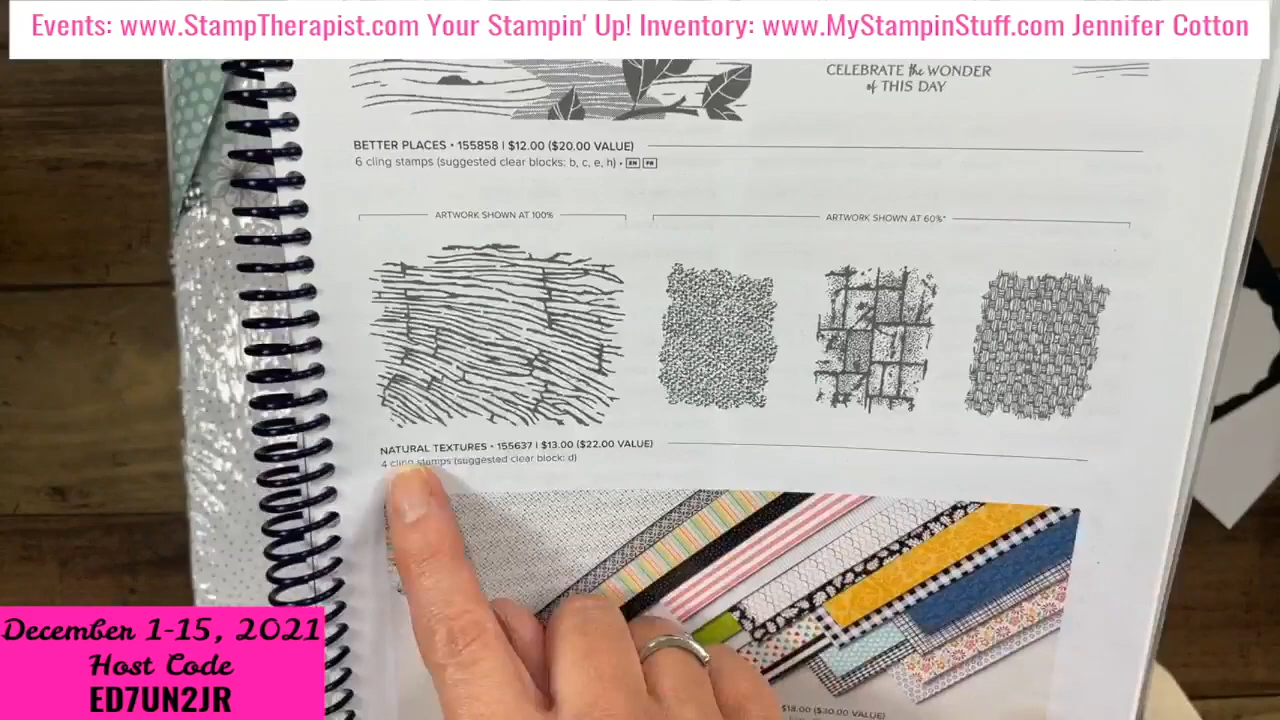 Events: www.StampTherapist.com Your Stampin' Up! Inventory: www.MyStampinStuff.com Jennifer Cotton
CELEBRATE the WONDER
of THIS DAY
BETTER PLACES • 155858 | $12.00 ($20.00 VALUE)
6 cling stamps (suggested clear blocks: b, c, e, h) • EN FR
ARTWORK SHOWN AT 100%
ARTWORK SHOWN AT 60%*
NATURAL TEXTURES • 155637 | $13.00 ($22.00 VALUE)
4 cling stamps (suggested clear block: d)
$18.00 ($30.00 VALUE)
December 1-15, 2021
Host Code
ED7UN2JR